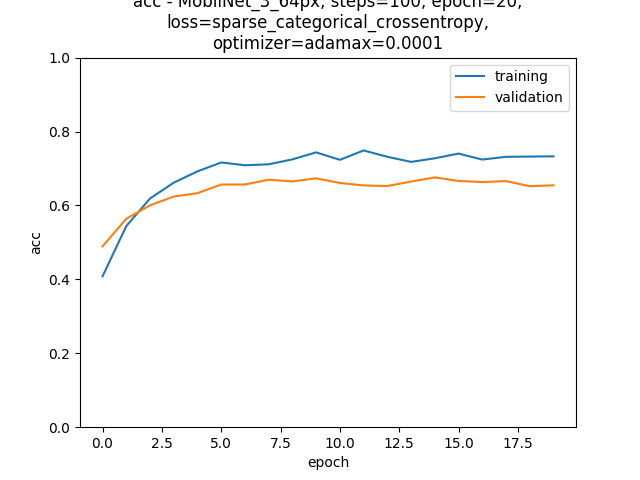 acc - MobilNet_3_64px, steps=100, epoch=20,
loss=sparse_categorical_crossentropy,
optimizer=adamax=0.0001
1.0
training
validation
0.8
0.6
acc
0.4
0.2
0.0
0.0 2.5 5.0 7.5 10.0 12.5 15.0 17.5
epoch